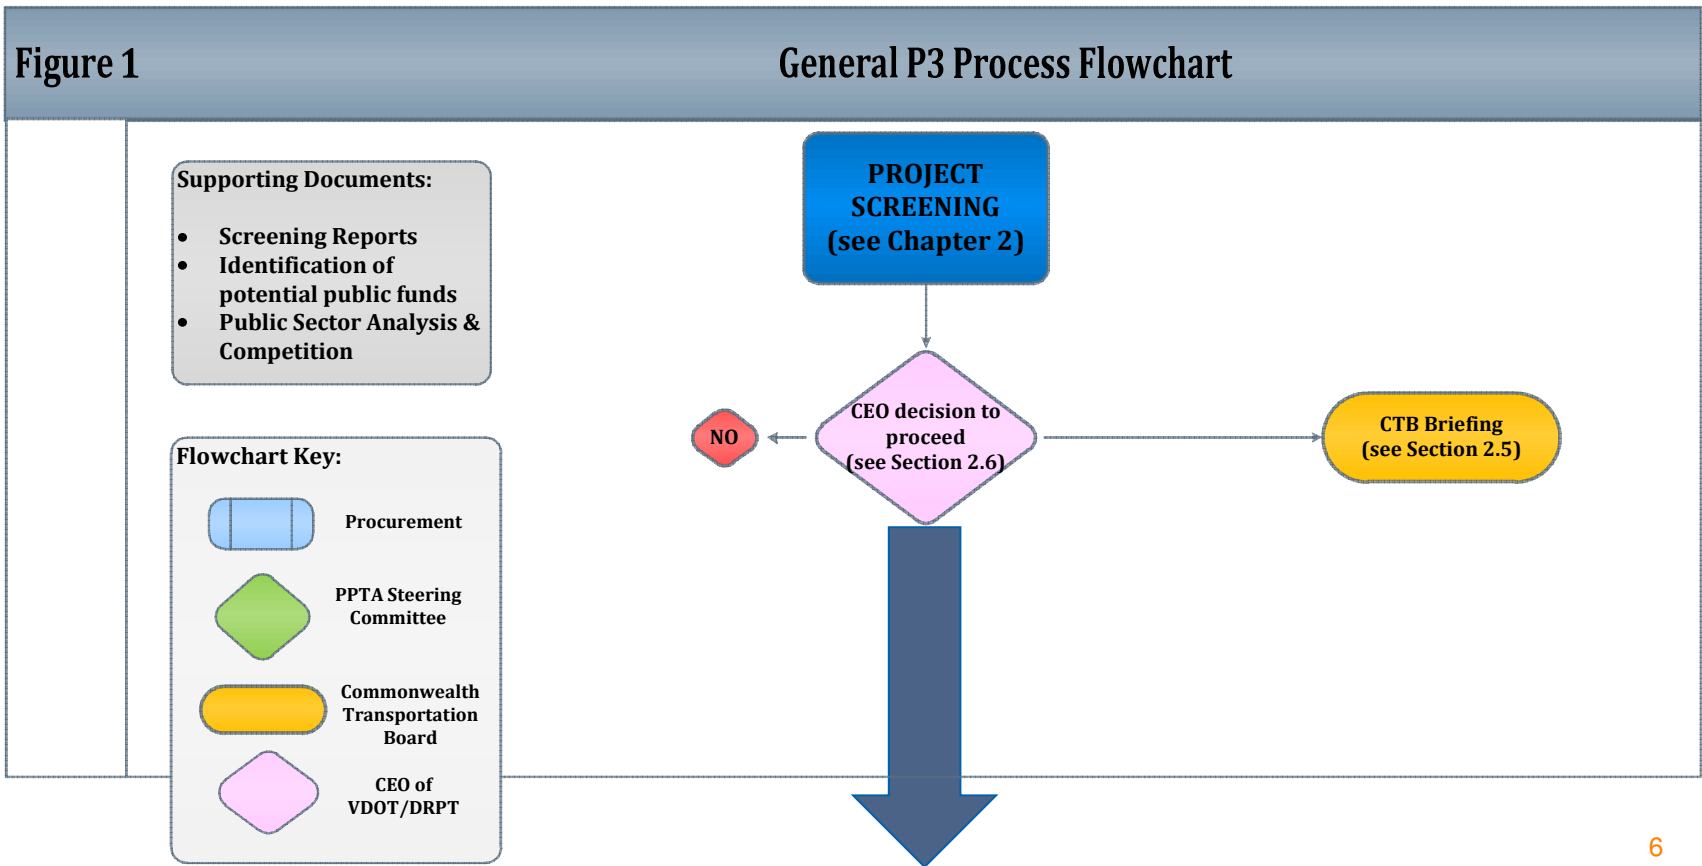 Figure 1
General P3 Process Flowchart
Supporting Documents:
• Screening Reports
• Identification of
potential public funds
• Public Sector Analysis &
Competition
PROJECT
SCREENING
(see Chapter 2)
CEO decision to
proceed
(see Section 2.6)
NO
CTB Briefing
(see Section 2.5)
Flowchart Key:
Procurement
PPTA Steering
Committee
Commonwealth
Transportation
Board
CEO of
VDOT/DRPT
6